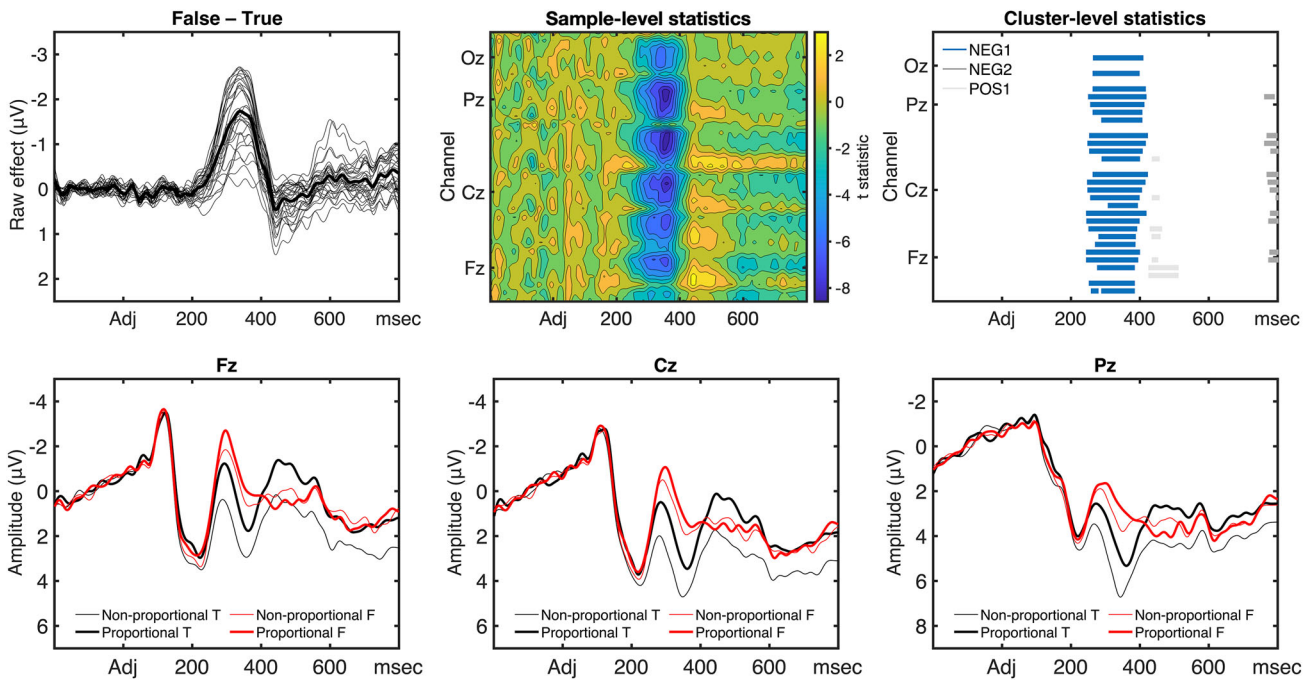 False – True
Sample-level statistics
Cluster-level statistics
-3
-2
-1
0
1
2
Raw effect (µV)
Adj
200
400
600
msec
Oz
Pz
Cz
Fz
Channel
Adj
200
400
600
2
0
-2
-4
-6
-8
t statistic
NEG1
NEG2
POS1
Oz
Pz
Cz
Fz
Channel
Adj
200
400
600
msec
Fz
-4
-2
0
2
4
6
Amplitude (µV)
Non-proportional T
Non-proportional F
Proportional T
Proportional F
Adj
200
400
600
msec
Cz
-4
-2
0
2
4
6
Amplitude (µV)
Non-proportional T
Non-proportional F
Proportional T
Proportional F
Adj
200
400
600
msec
Pz
-2
0
2
4
6
8
Amplitude (µV)
Non-proportional T
Non-proportional F
Proportional T
Proportional F
Adj
200
400
600
msec